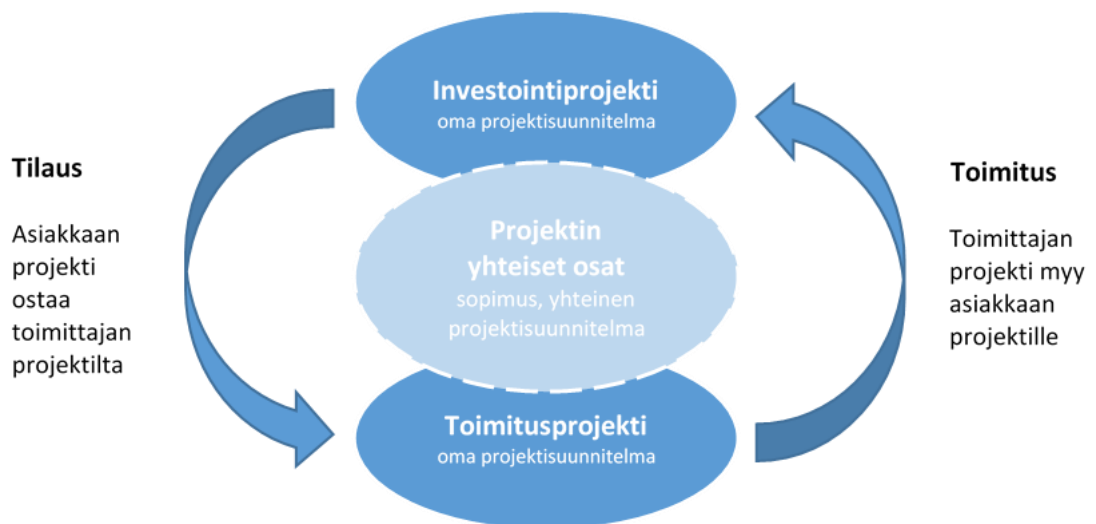 Investointiprojekti
oma projektisuunnitelma
Tilaus
Asiakkaan
projekti
ostaa
toimittajan
projektilta
Projektin
yhteiset osat
sopimus, yhteinen
projektisuunnitelma
Toimitus
Toimittajan
projekti myy
asiakkaan
projektille
Toimitusprojekti
oma projektisuunnitelma